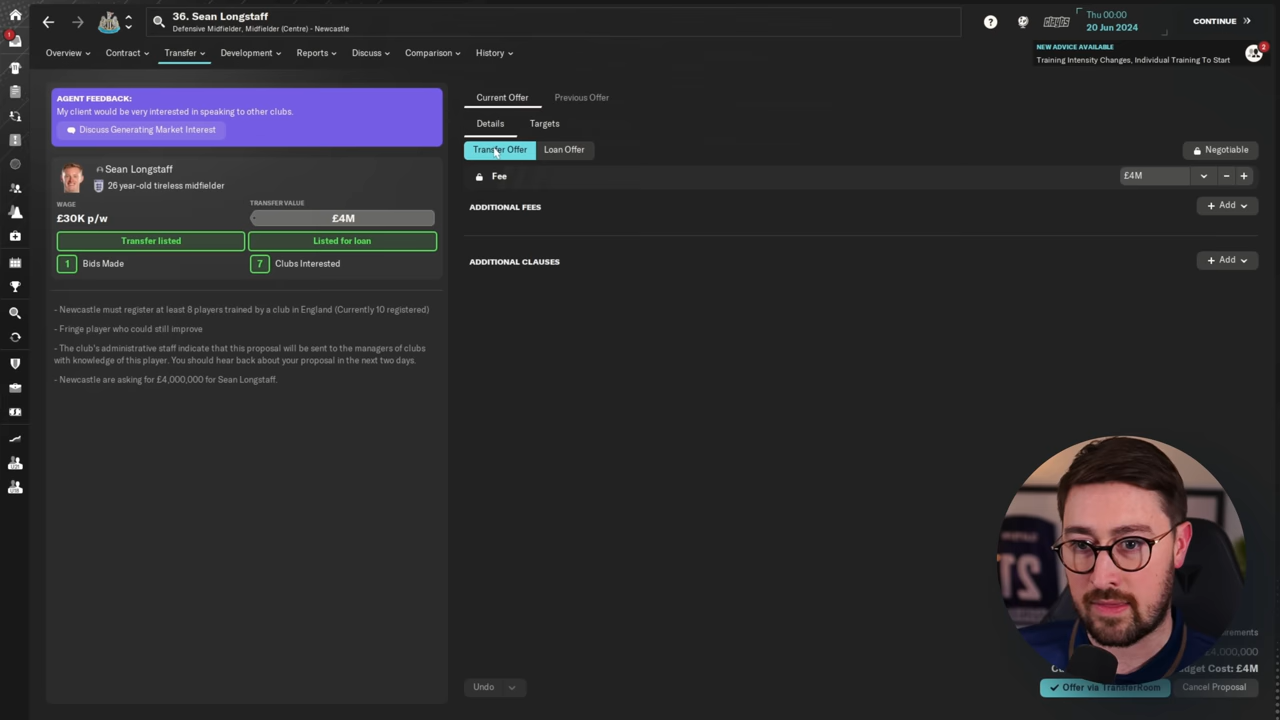 36. Sean Longstaff
Defensive Midfielder, Midfielder (Centre) - Newcastle
Thu 00:00
20 Jun 2024
CONTINUE
1
Overview
Contract
Transfer
Development
Reports
Discuss
Comparison
History
NEW ADVICE AVAILABLE
Training Intensity Changes, Individual Training To Start
2
AGENT FEEDBACK:
My client would be very interested in speaking to other clubs.
Discuss Generating Market Interest
Sean Longstaff
26 year-old tireless midfielder
WAGE
£30K p/w
TRANSFER VALUE
£4M
Transfer listed
Listed for loan
1 Bids Made
7 Clubs Interested
- Newcastle must register at least 8 players trained by a club in England (Currently 10 registered)
- Fringe player who could still improve
- The club's administrative staff indicate that this proposal will be sent to the managers of clubs
with knowledge of this player. You should hear back about your proposal in the next two days.
- Newcastle are asking for £4,000,000 for Sean Longstaff.
Current Offer
Previous Offer
Details
Targets
Transfer Offer
Loan Offer
Negotiable
Fee
£4M
- +
ADDITIONAL FEES
+ Add
ADDITIONAL CLAUSES
+ Add
£4,000,000
Cost: £4M
Undo
Offer via TransferRoom
Cancel Proposal